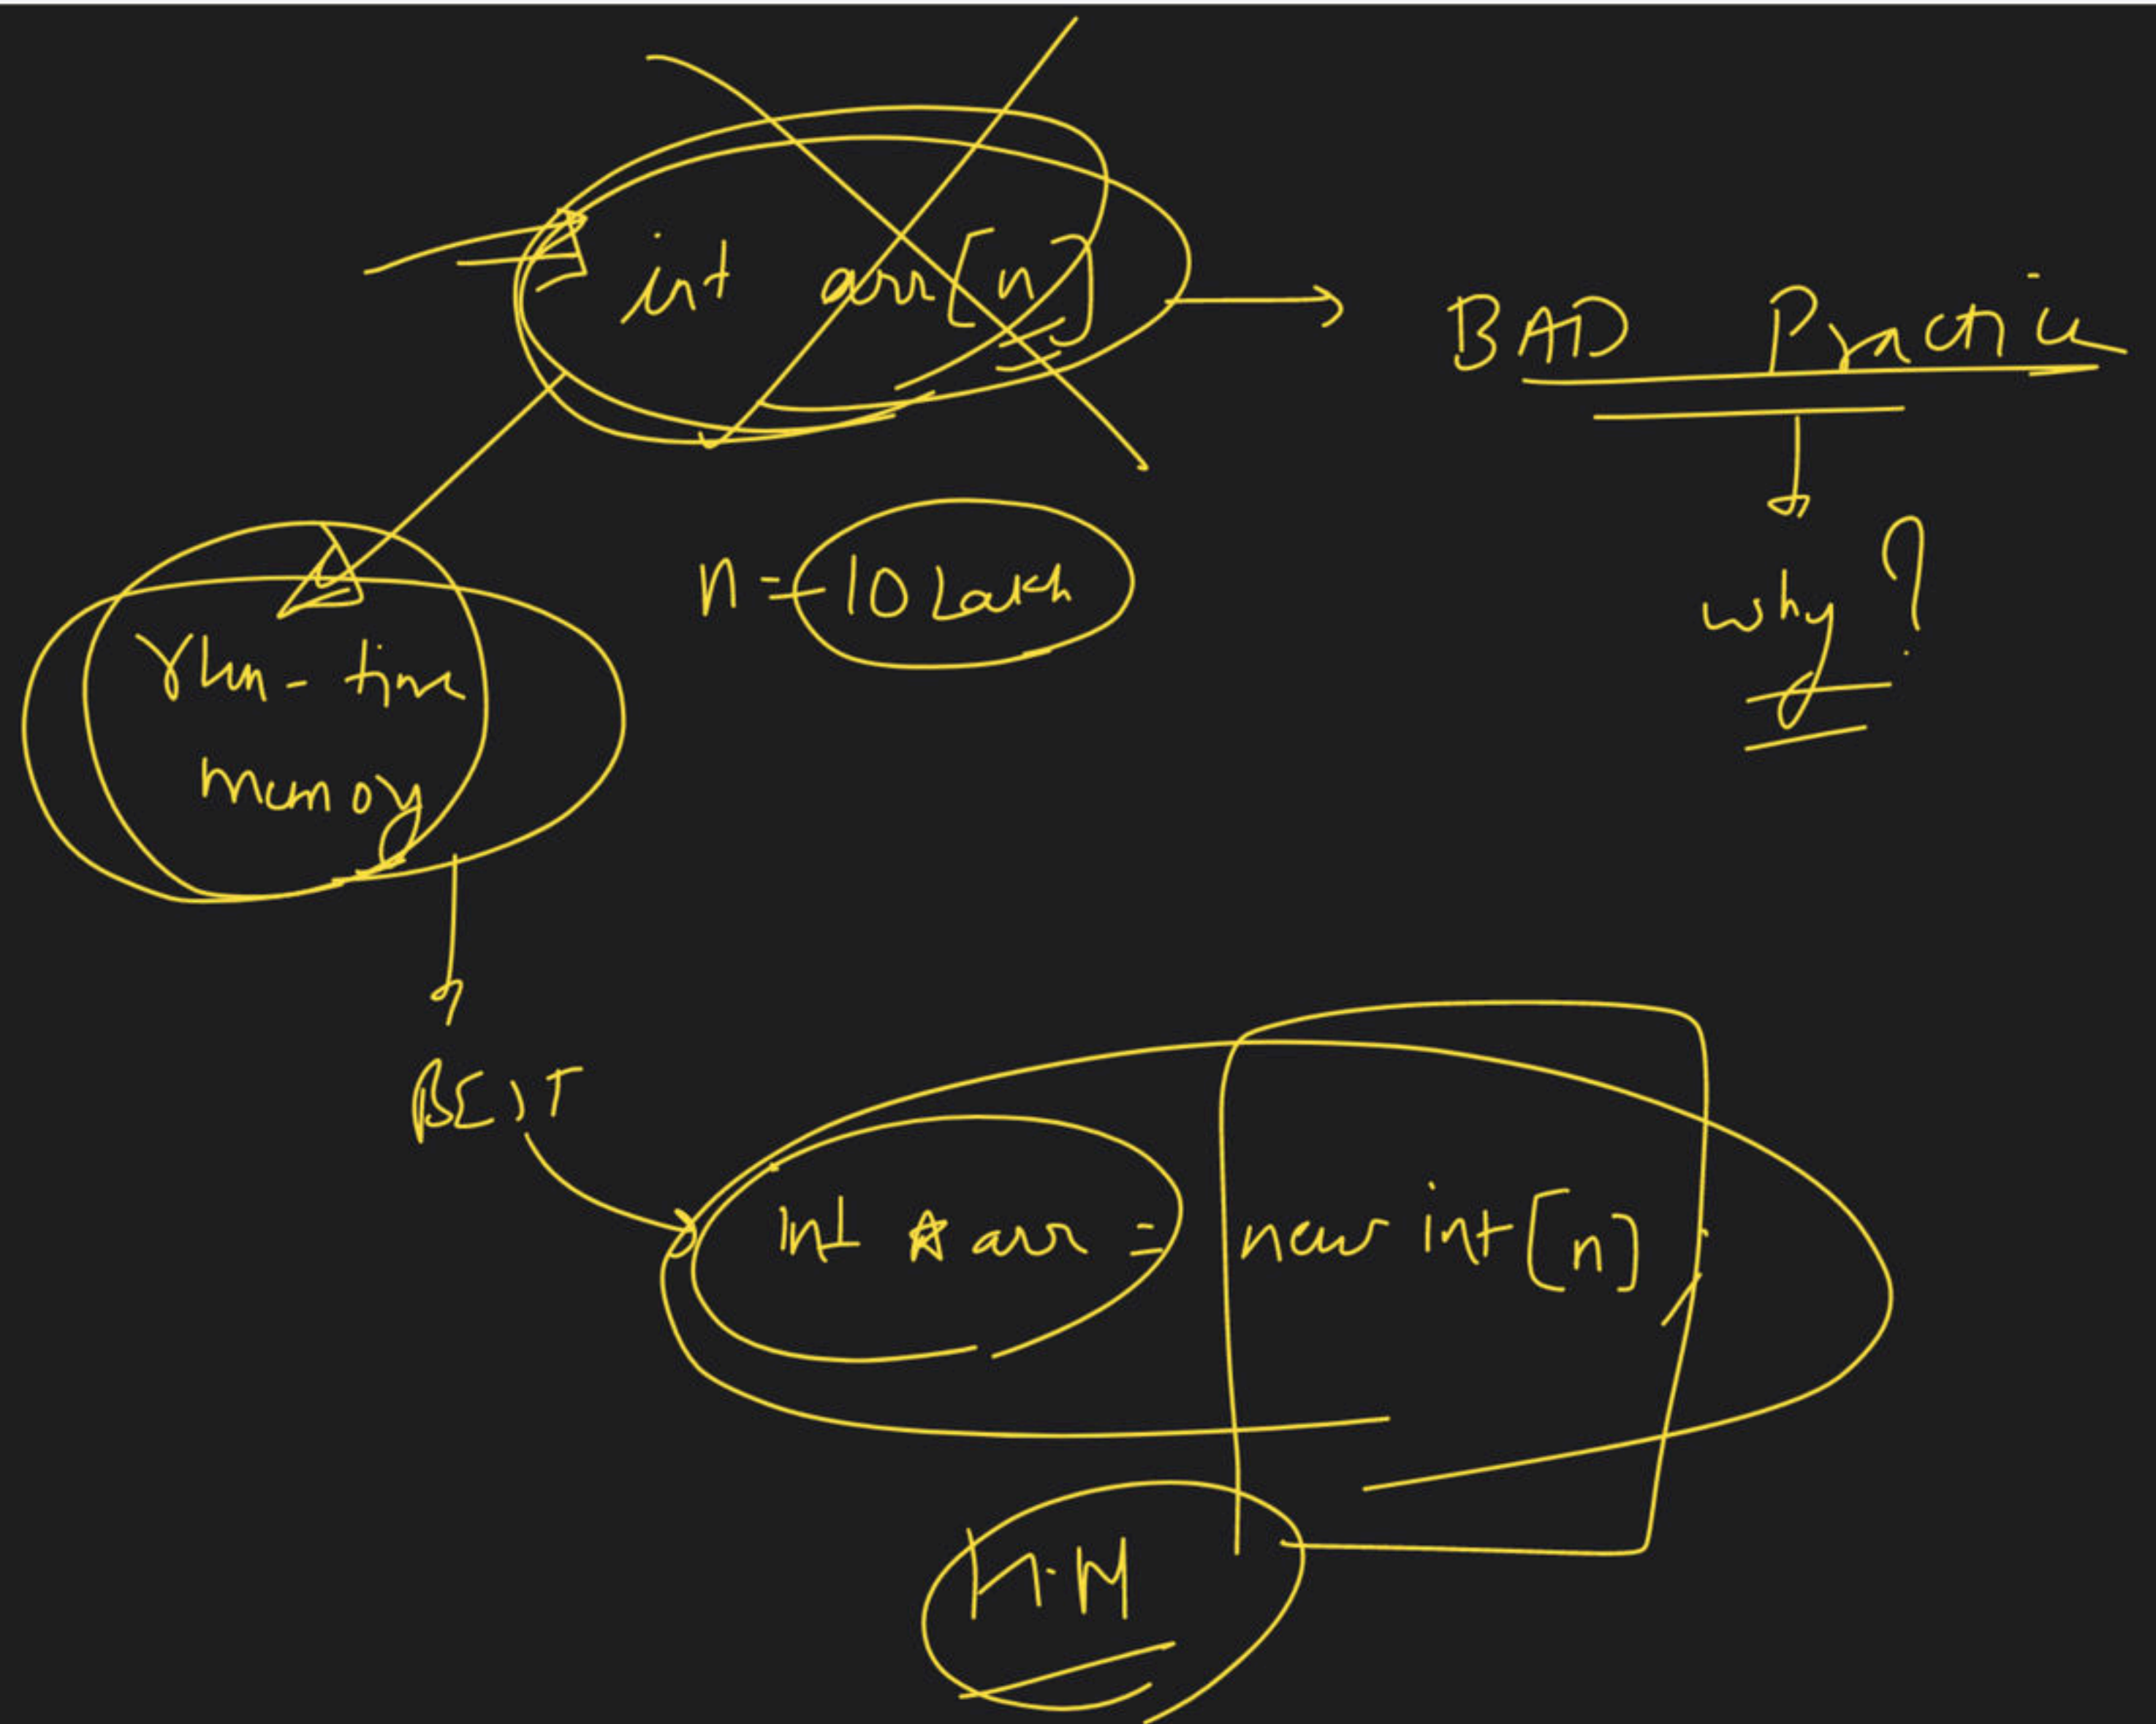 int arr[n]
BAD Practice
why?
n = 10 Lakh
run-time
memory
BEST
int *arr = new int[n];
H.M